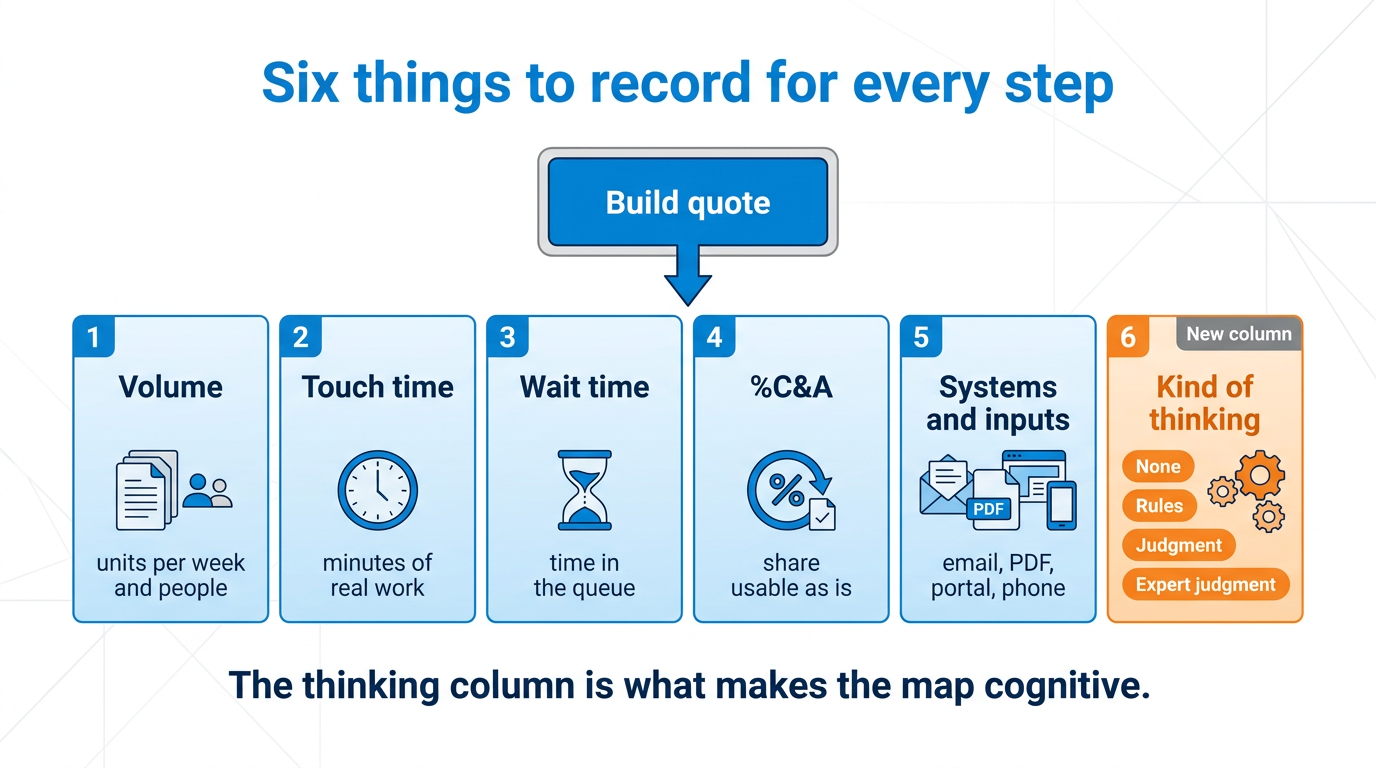 Six things to record for every step
Build quote
1
Volume
units per week
and people
2
Touch time
minutes of
real work
3
Wait time
time in
the queue
4
%C&A
%
share
usable as is
5
Systems
and inputs
PDF
email, PDF,
portal, phone
6
New column
Kind of
thinking
None
Rules
Judgment
Expert judgment
The thinking column is what makes the map cognitive.